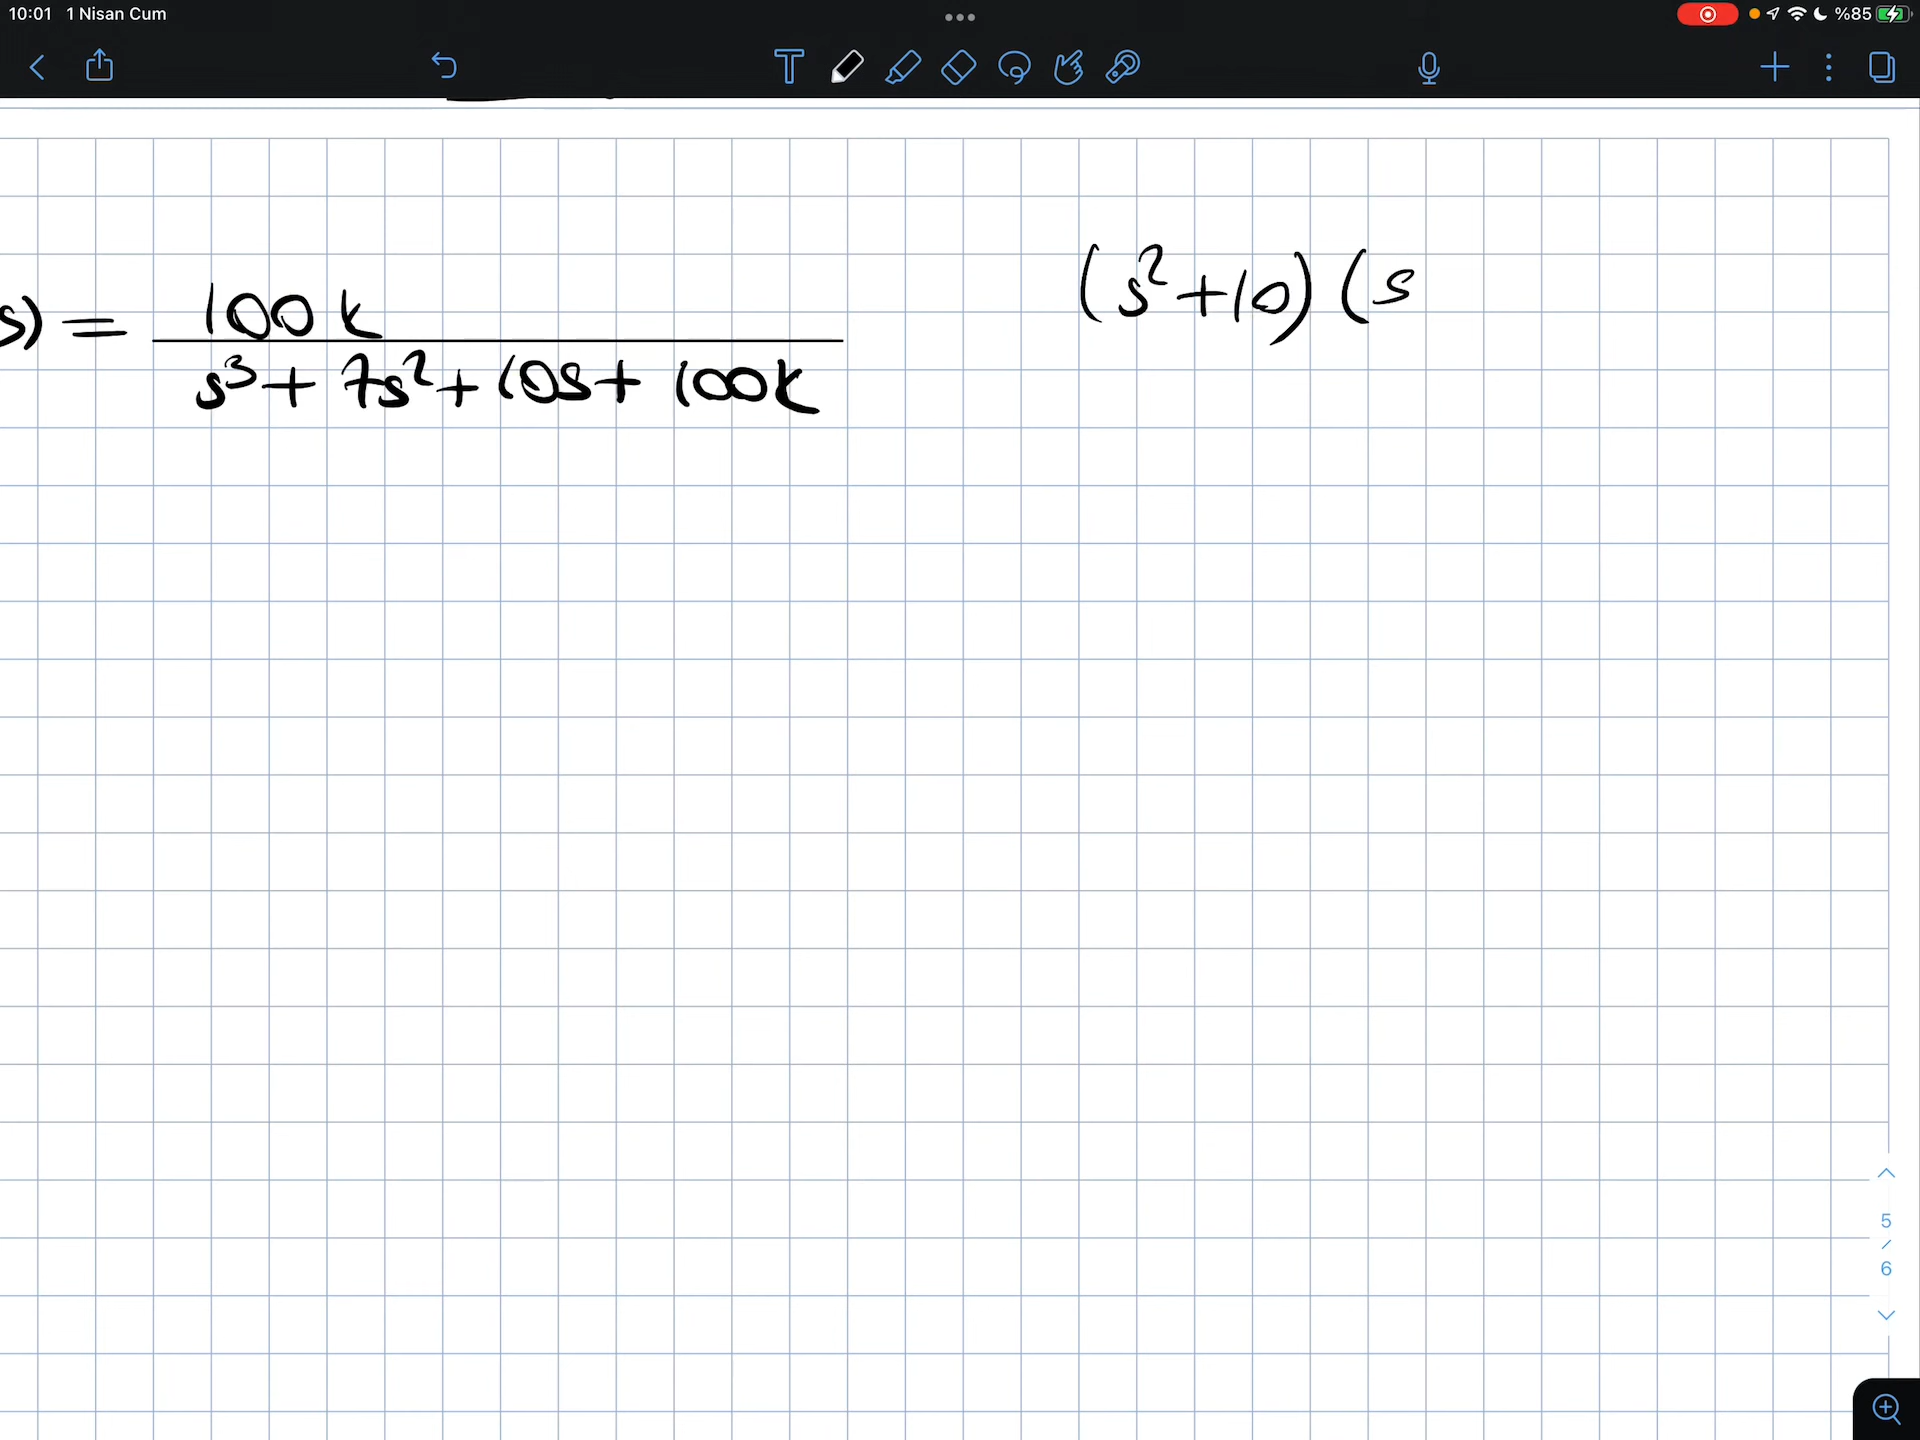 10:01 1 Nisan Cum
%85
T
s) = 100k
s³ + 7s² + 10s + 100k
(s² + 10) (s
5
/
6